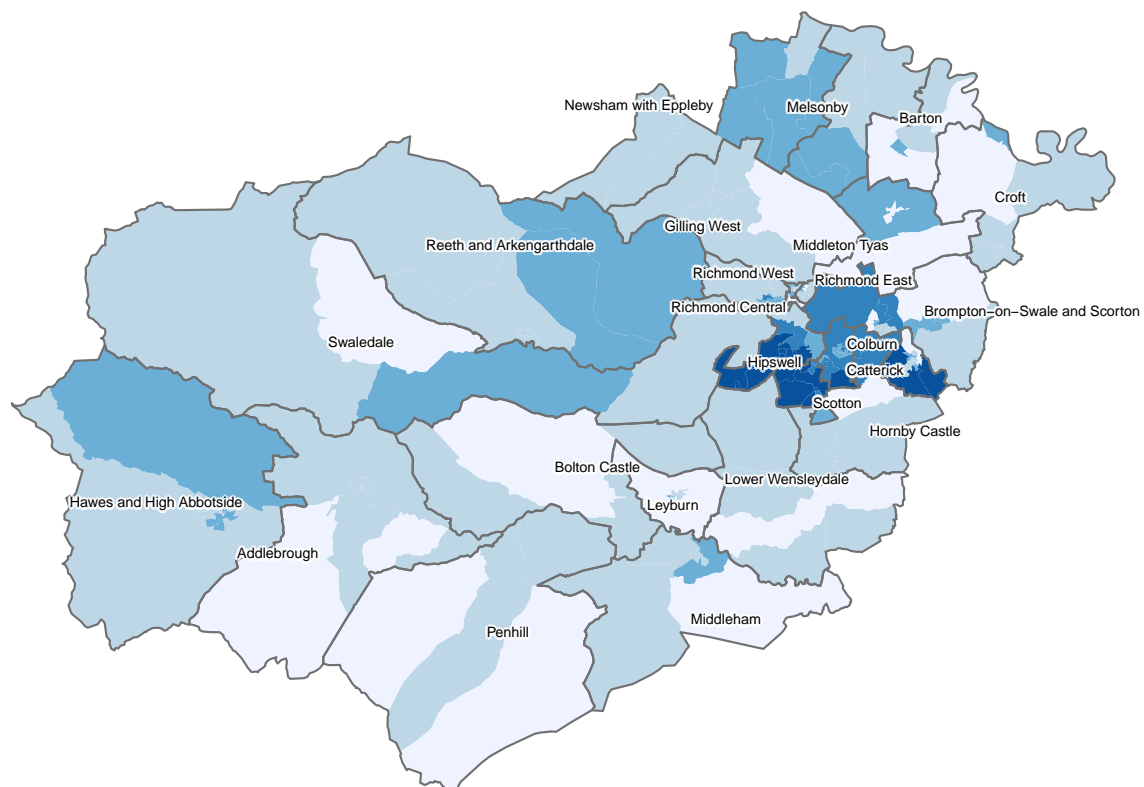 Newsham with Eppleby
Melsonby
Barton
Croft
Gilling West
Reeth and Arkengarthdale
Middleton Tyas
Richmond West
Richmond East
Richmond Central
Brompton−on−Swale and Scorton
Swaledale
Colburn
Hipswell
Catterick
Scotton
Hornby Castle
Bolton Castle
Lower Wensleydale
Hawes and High Abbotside
Leyburn
Addlebrough
Middleham
Penhill